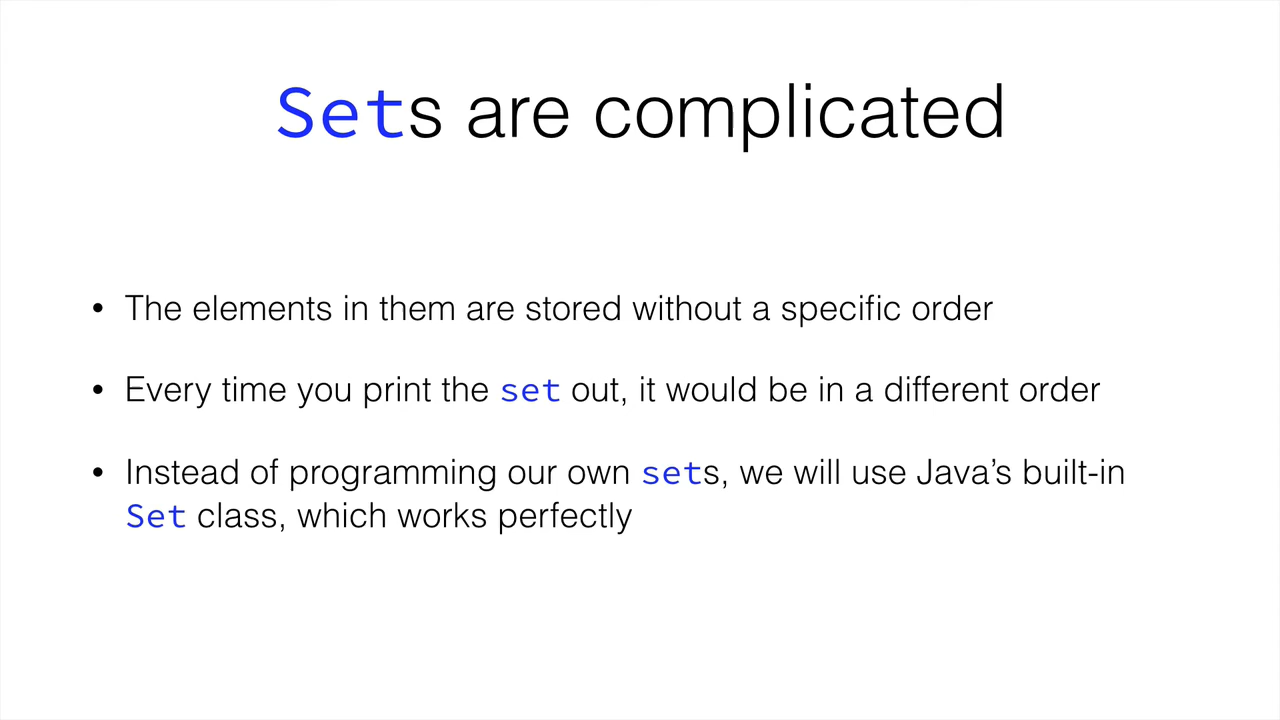 Sets are complicated
• The elements in them are stored without a specific order
• Every time you print the set out, it would be in a different order
• Instead of programming our own sets, we will use Java’s built-in
Set class, which works perfectly